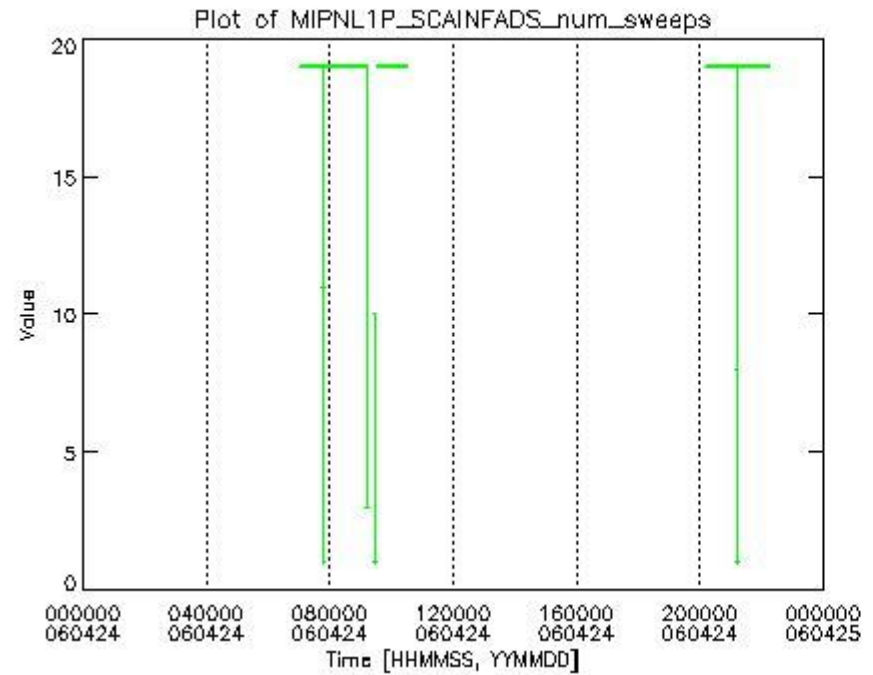 Plot of MIPNL1P_SCAINFADS_num_sweeps
20
15
10
5
0
Value
000000 040000 080000 120000 160000 200000 000000
060424 060424 060424 060424 060424 060424 060425
Time [HHMMSS, YYMMDD]